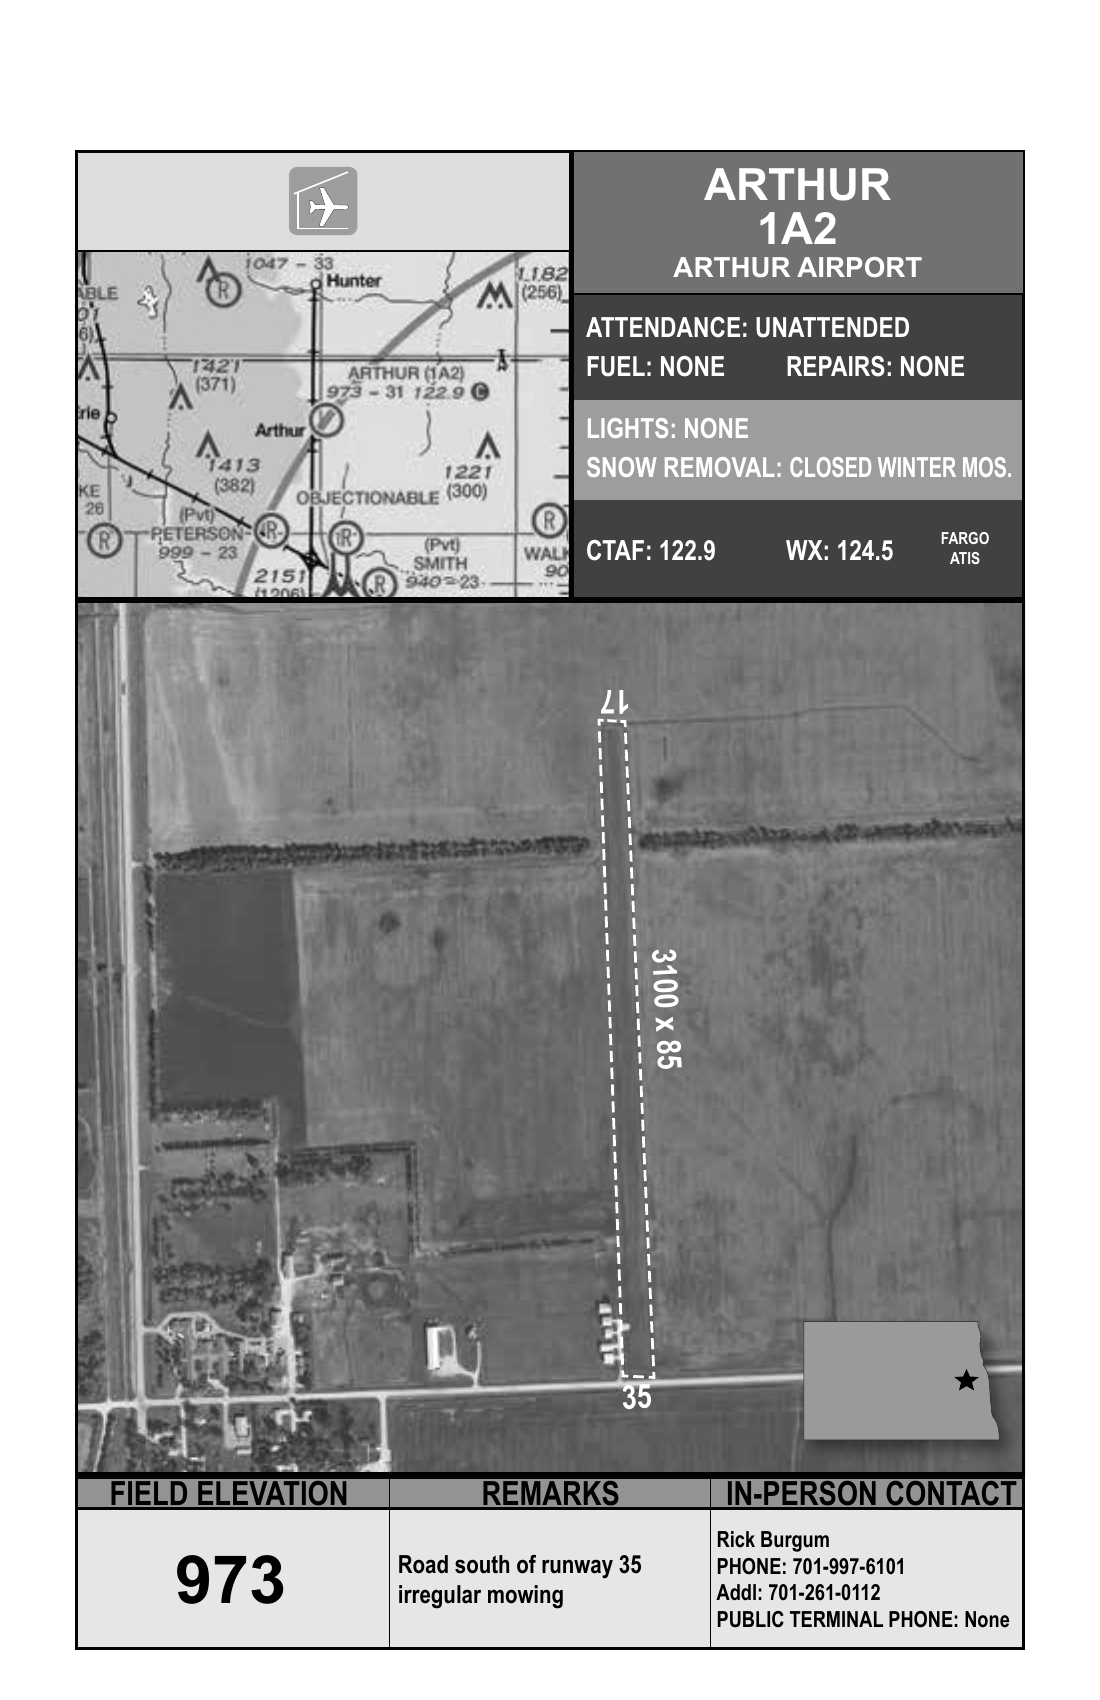 ARTHUR
1A2
ARTHUR AIRPORT
ATTENDANCE: UNATTENDED
FUEL: NONE REPAIRS: NONE
LIGHTS: NONE
SNOW REMOVAL: CLOSED WINTER MOS.
CTAF: 122.9 WX: 124.5 FARGO
ATIS
1047 - 33
Hunter
1182
(256)
ABLE
R
1421
(371)
ARTHUR (1A2)
973 - 31 122.9 C
Erie
Arthur
1413
(382)
1221
(300)
KE
26
OBJECTIONABLE
(Pvt)
PETERSON
999 - 23
R
R
R
R
(Pvt)
SMITH
940 - 23
WALK
90
2151
(1206)
R
17
3100 x 85
35
FIELD ELEVATION
973
REMARKS
Road south of runway 35
irregular mowing
IN-PERSON CONTACT
Rick Burgum
PHONE: 701-997-6101
Addl: 701-261-0112
PUBLIC TERMINAL PHONE: None